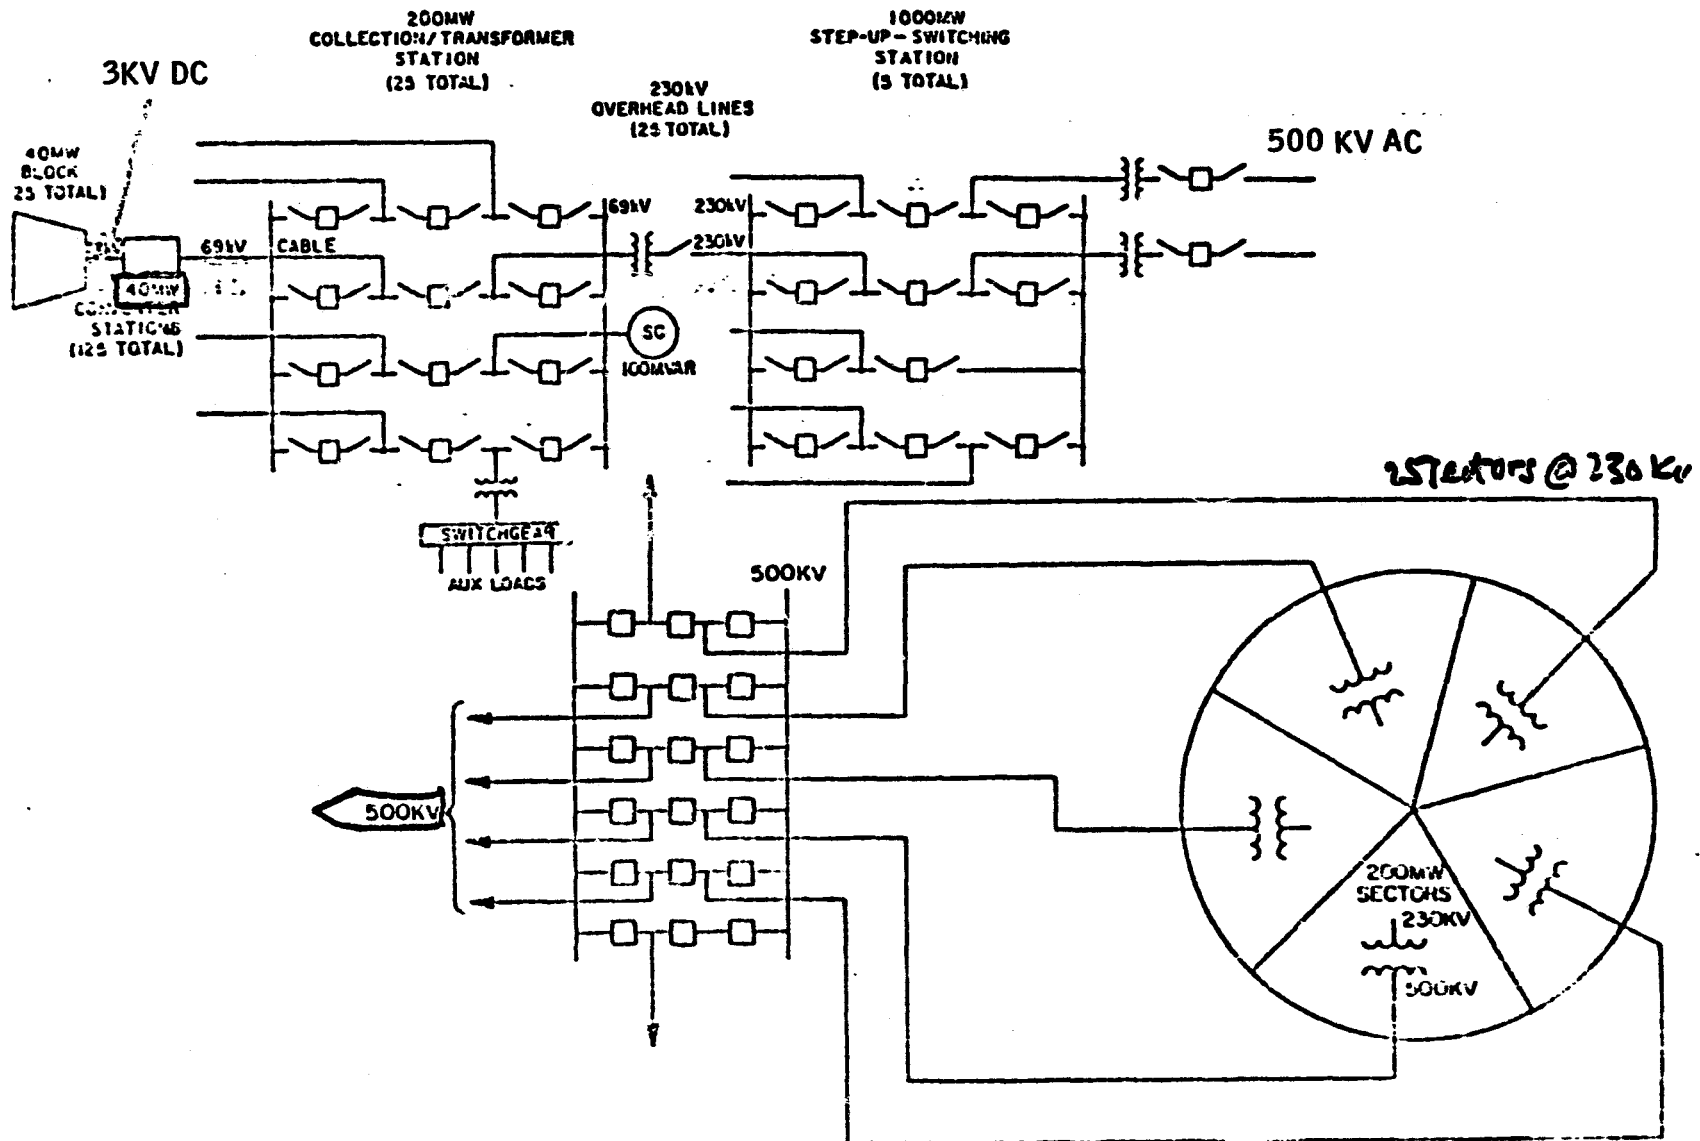 200MW
COLLECTION/TRANSFORMER
STATION
(25 TOTAL)
1000MW
STEP-UP-SWITCHING
STATION
(5 TOTAL)
3KV DC
230kV
OVERHEAD LINES
(25 TOTAL)
500 KV AC
40MW
BLOCK
25 TOTAL)
69kV
230kV
69kV
CABLE
230kV
40MW
STATIONS
(125 TOTAL)
SC
100MVAR
@ 230 KV
SWITCHGEAR
AUX LOADS
500KV
500KV
200MW
SECTORS
230KV
500KV